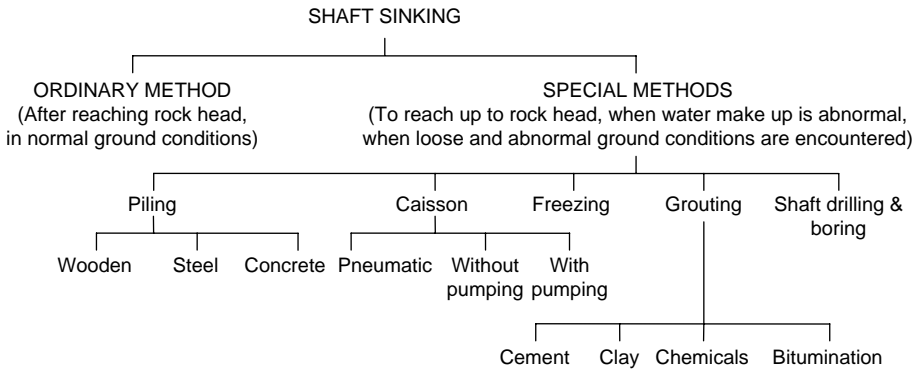 SHAFT SINKING
ORDINARY METHOD
(After reaching rock head,
in normal ground conditions)
SPECIAL METHODS
(To reach up to rock head, when water make up is abnormal,
when loose and abnormal ground conditions are encountered)
Piling
Caisson
Freezing
Grouting
Shaft drilling &
boring
Wooden
Steel
Concrete
Pneumatic
Without
pumping
With
pumping
Cement
Clay
Chemicals
Bitumination